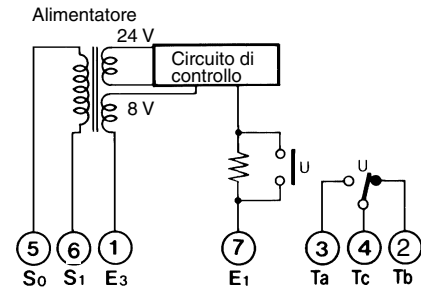 Alimentatore
24 V
Circuito di
controllo
8 V
U
U
5 6 1 7 3 4 2
S0 S1 E3 E1 Ta Tc Tb